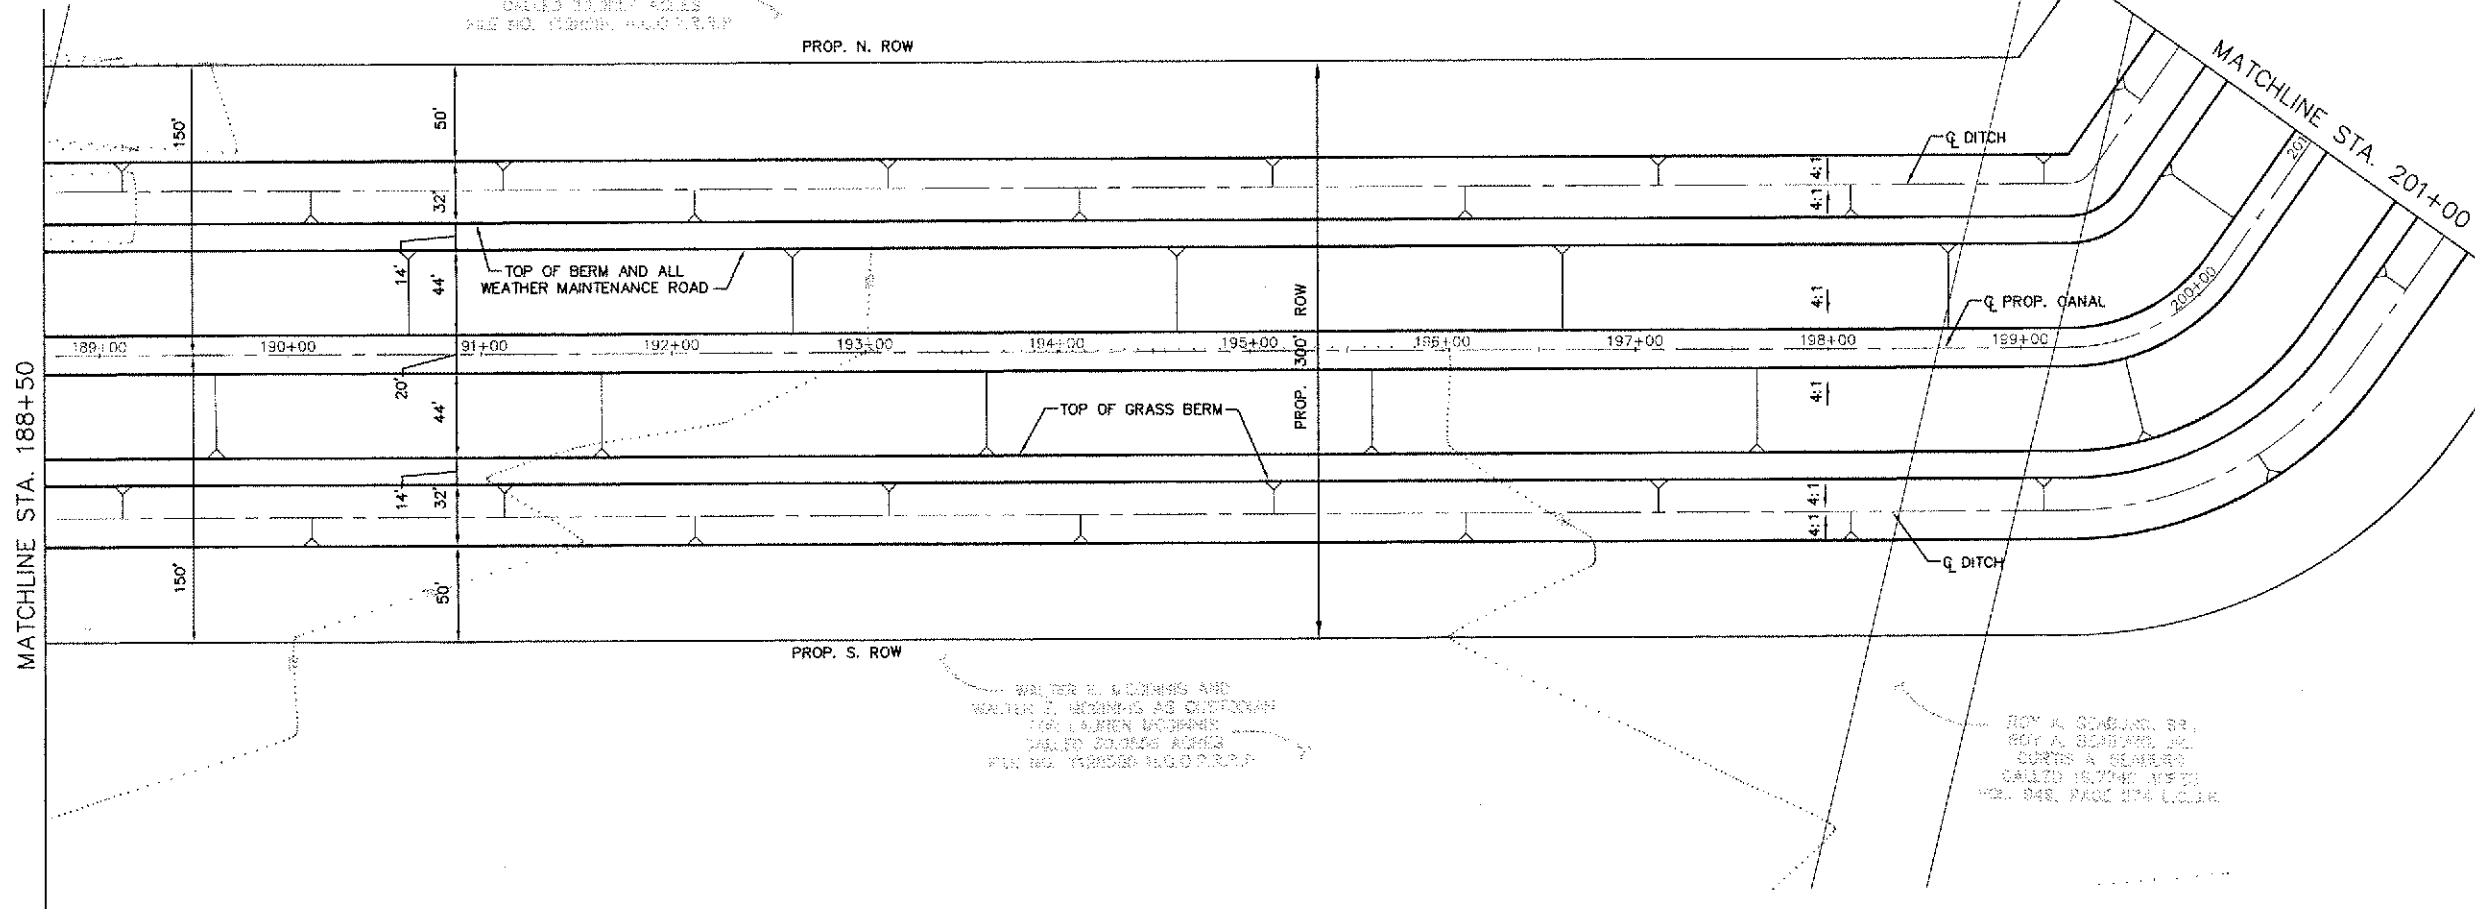 PROP. N. ROW
MATCHLINE STA. 201+00
150'
50'
℄ DITCH
4:1
32'
4:1
14'
TOP OF BERM AND ALL
WEATHER MAINTENANCE ROAD
44'
PROP. 300' ROW
4:1
℄ PROP. CANAL
201
200+00
189+00
190+00
191+00
192+00
193+00
194+00
195+00
196+00
197+00
198+00
199+00
MATCHLINE STA. 188+50
20'
44'
4:1
TOP OF GRASS BERM
14'
32'
4:1
4:1
℄ DITCH
150'
50'
PROP. S. ROW